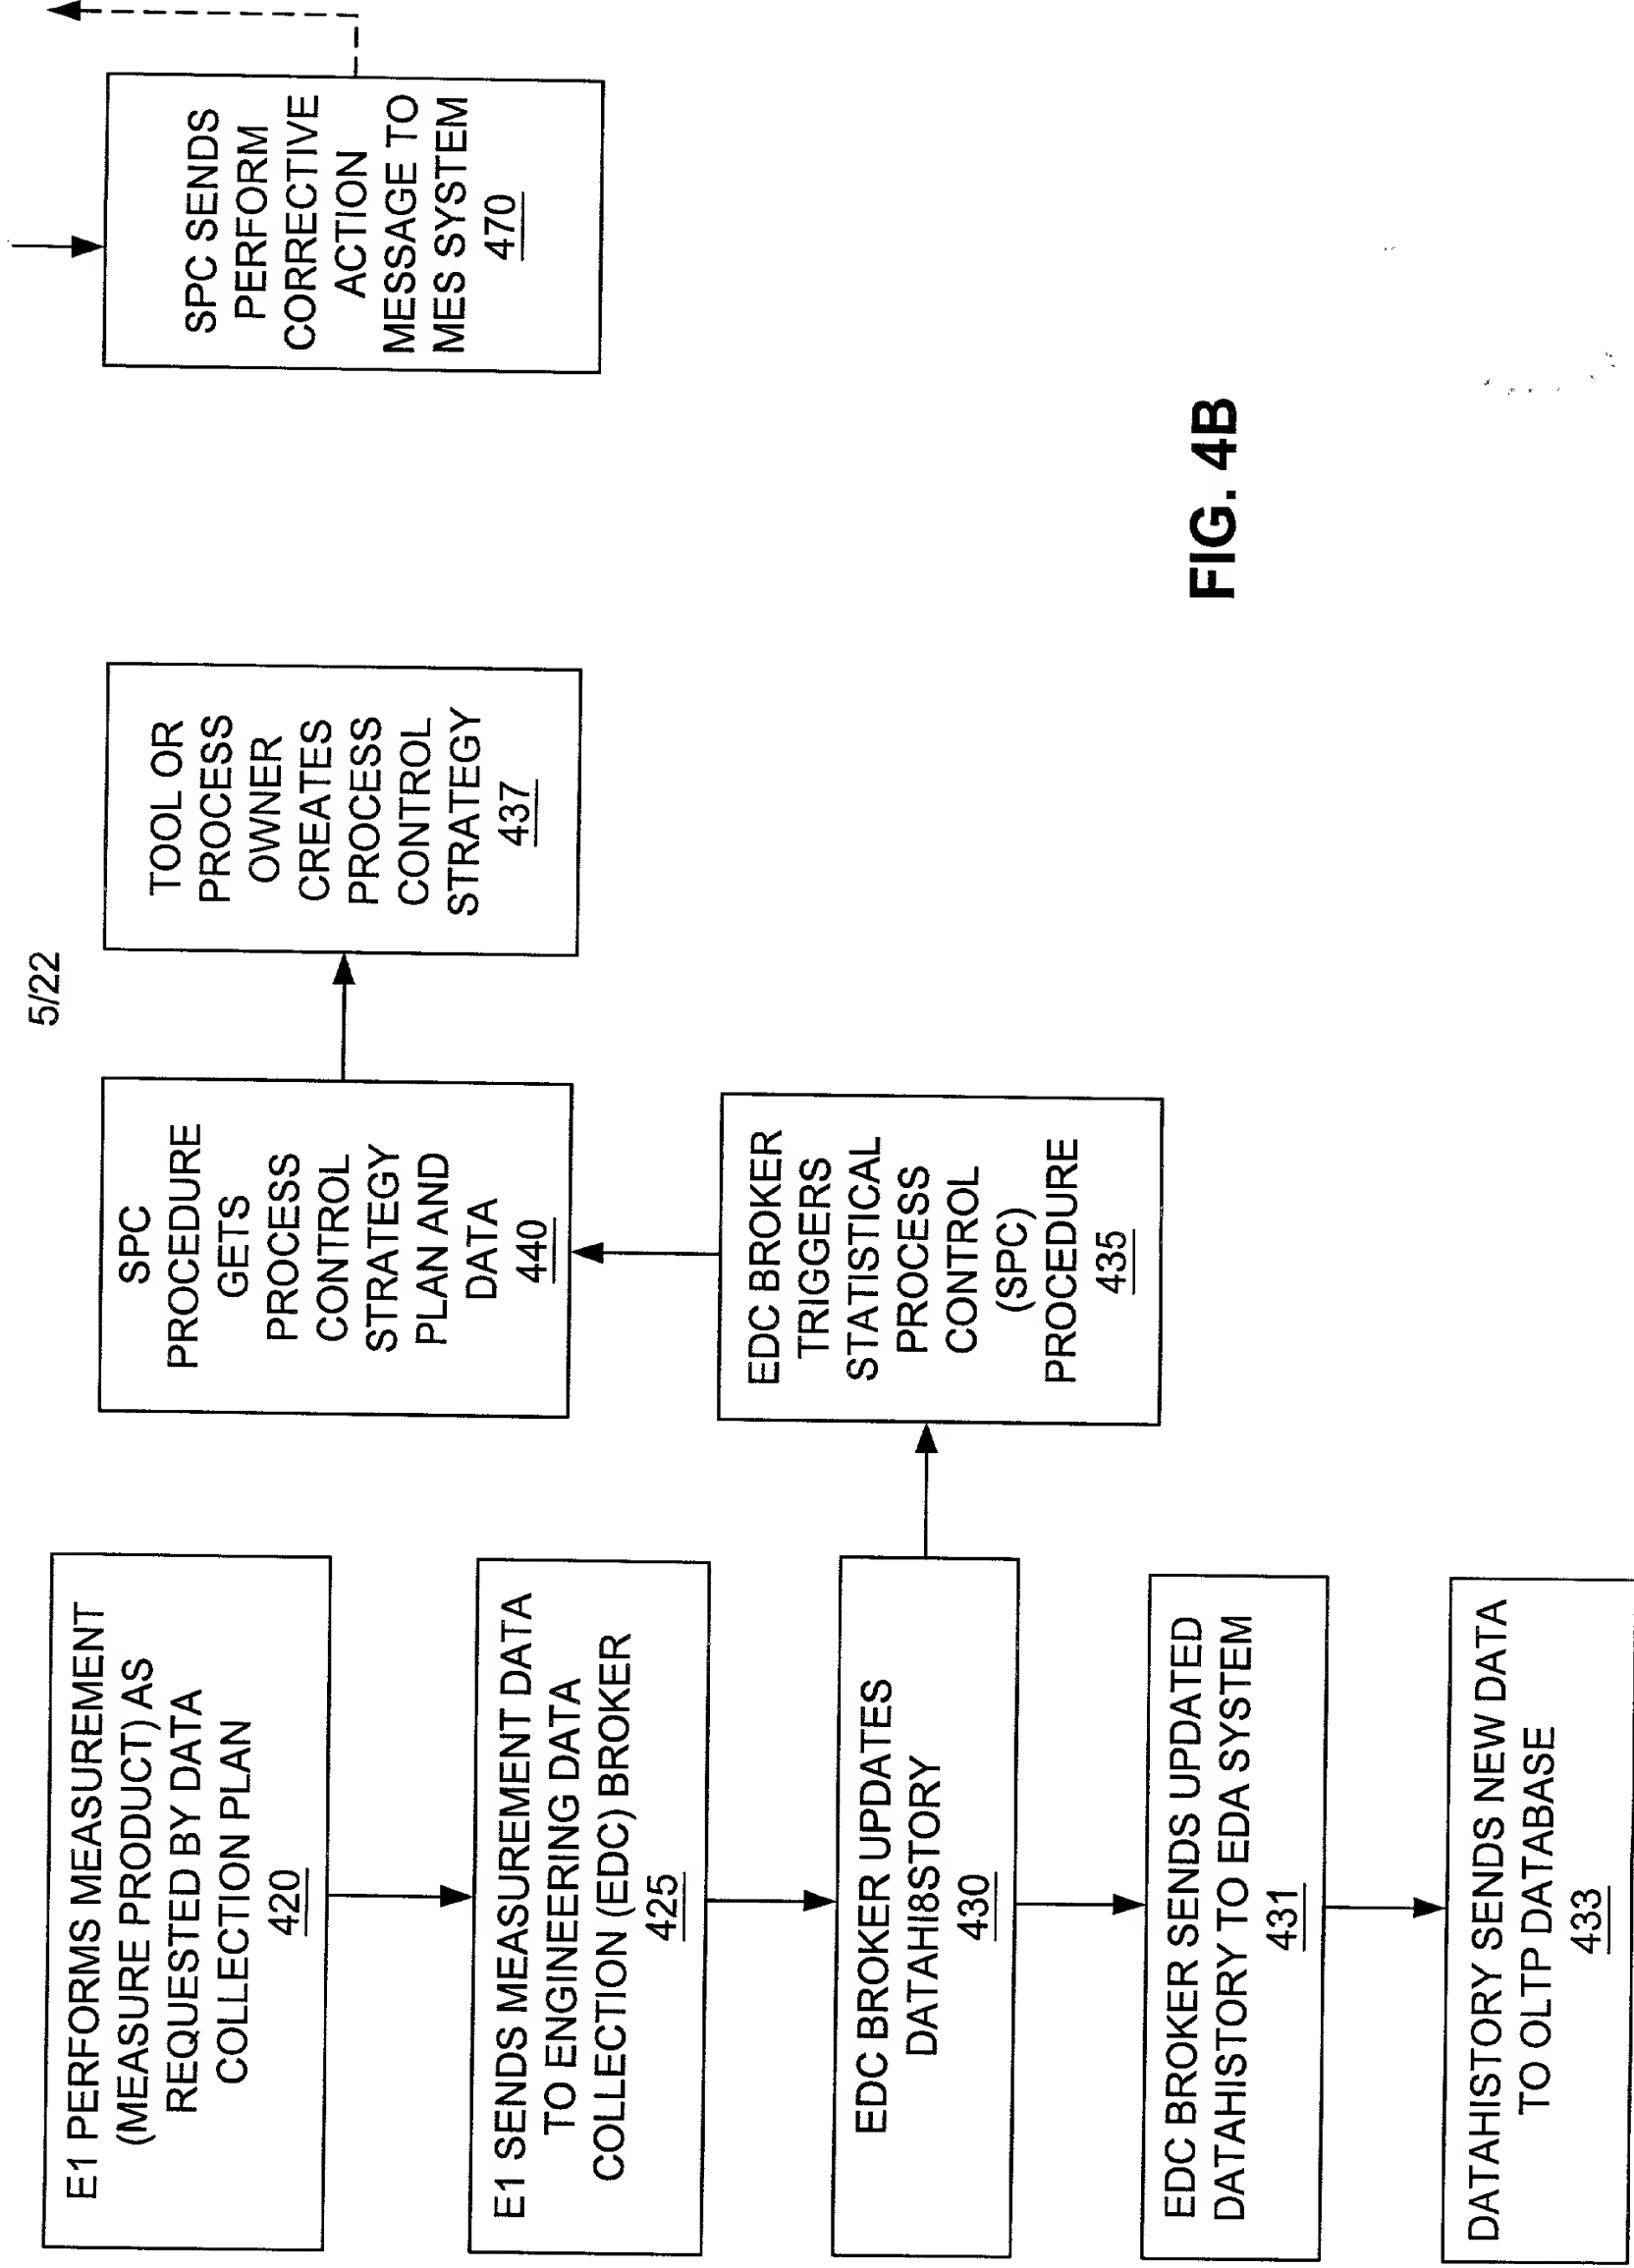 5/22
E1 PERFORMS MEASUREMENT
(MEASURE PRODUCT) AS
REQUESTED BY DATA
COLLECTION PLAN
420
E1 SENDS MEASUREMENT DATA
TO ENGINEERING DATA
COLLECTION (EDC) BROKER
425
EDC BROKER UPDATES
DATAHI8STORY
430
EDC BROKER SENDS UPDATED
DATAHISTORY TO EDA SYSTEM
431
DATAHISTORY SENDS NEW DATA
TO OLTP DATABASE
433
EDC BROKER
TRIGGERS
STATISTICAL
PROCESS
CONTROL
(SPC)
PROCEDURE
435
SPC
PROCEDURE
GETS
PROCESS
CONTROL
STRATEGY
PLAN AND
DATA
440
TOOL OR
PROCESS
OWNER
CREATES
PROCESS
CONTROL
STRATEGY
437
SPC SENDS
PERFORM
CORRECTIVE
ACTION
MESSAGE TO
MES SYSTEM
470
FIG. 4B